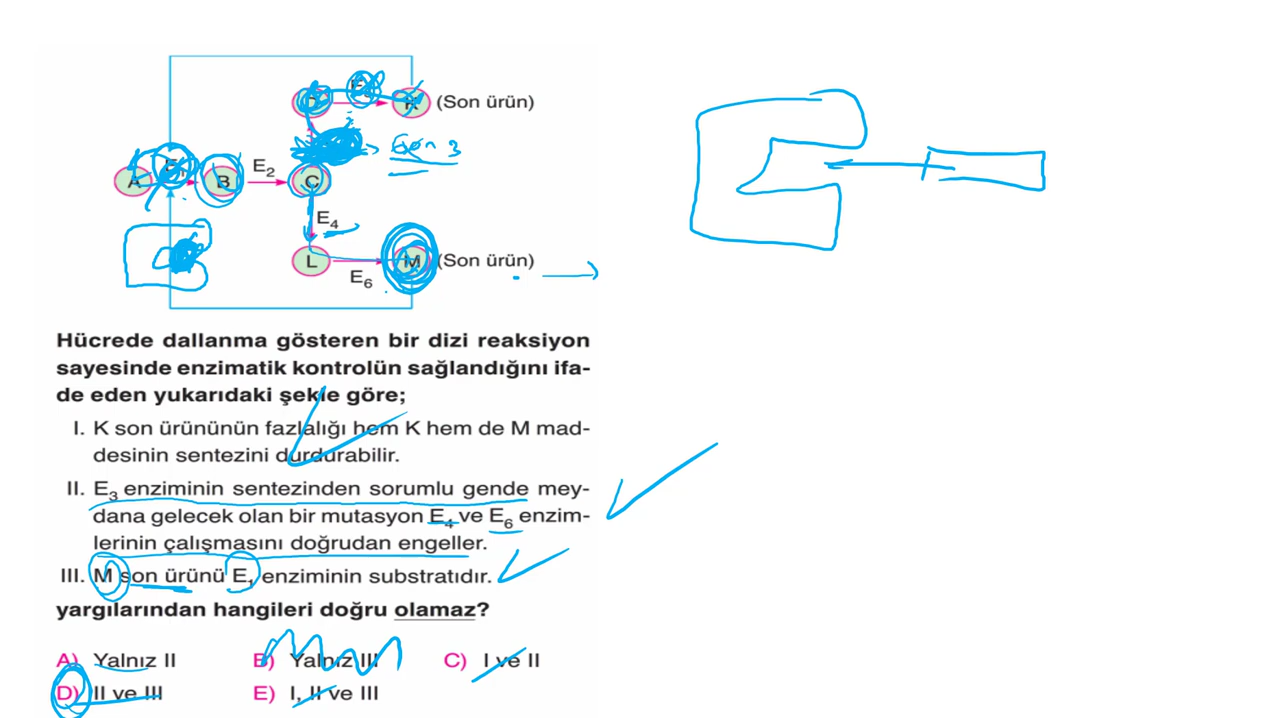 K (Son ürün)
3
A B E2 C
E4
L M (Son ürün)
E6
Hücrede dallanma gösteren bir dizi reaksiyon
sayesinde enzimatik kontrolün sağlandığını ifa-
de eden yukarıdaki şekle göre;
I. K son ürününün fazlalığı hem K hem de M mad-
desinin sentezini durdurabilir.
II. E3 enziminin sentezinden sorumlu gende mey-
dana gelecek olan bir mutasyon E4 ve E6 enzim-
lerinin çalışmasını doğrudan engeller.
III. M son ürünü E1 enziminin substratıdır.
yargılarından hangileri doğru olamaz?
A) Yalnız II B) Yalnız III C) I ve II
D) II ve III E) I, II ve III